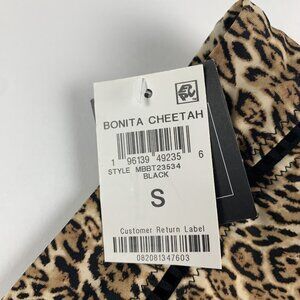 BONITA CHEETAH
1 96139 49235 6
STYLE MBBT23534
BLACK
S
Customer Return Label
082081347603